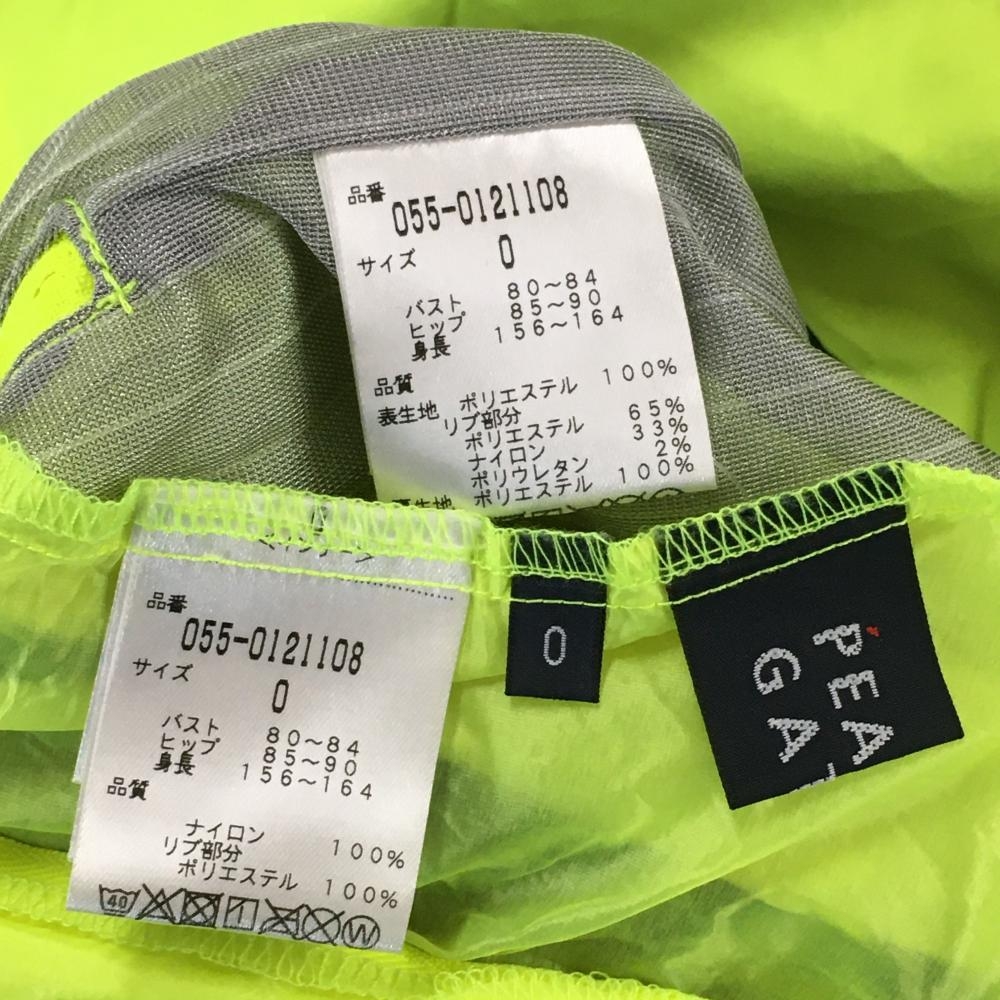 品番
055-0121108
サイズ 0
バスト 80～84
ヒップ 85～90
身長 156～164
品質
表生地 ポリエステル 100%
リブ部分
ポリエステル 65%
ナイロン 33%
ポリウレタン 2%
裏生地 ポリエステル 100%
品番
055-0121108
サイズ 0
バスト 80～84
ヒップ 85～90
身長 156～164
品質
ナイロン 100%
リブ部分
ポリエステル 100%
40
W
0
PEA
GA